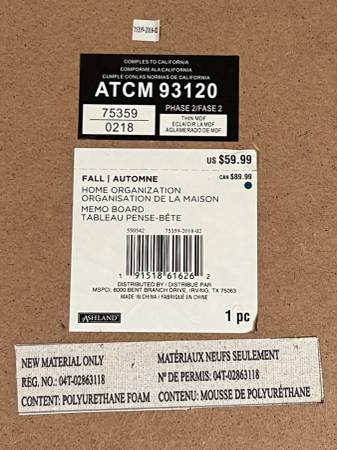 75359-2018-02
COMPLES TO CALIFORNIA
COMFORME ALA CALIFORNIA
CUMPLE CONLAS NORMAS DE CALIFORNIA
ATCM 93120
75359
0218
PHASE 2/FASE 2
THIN MDF
ECLAICIR LA MDF
AGLAMERADO DE MDF
US $59.99
FALL | AUTOMNE
CAN $89.99
HOME ORGANIZATION
ORGANISATION DE LA MAISON
MEMO BOARD
TABLEAU PENSE-BÊTE
550542 75359-2018-02
1 91518 61626 2
DISTRIBUTED BY / DISTRIBUÉ PAR
MSPCI, 8000 BENT BRANCH DRIVE, IRVING, TX 75063
MADE IN CHINA / FABRIQUÉ EN CHINE
ASHLAND
1 pc
NEW MATERIAL ONLY MATÉRIAUX NEUFS SEULEMENT
REG. NO.: 04T-02863118 Nº DE PERMIS: 04T-02863118
CONTENT: POLYURETHANE FOAM CONTENU: MOUSSE DE POLYURÉTHANE